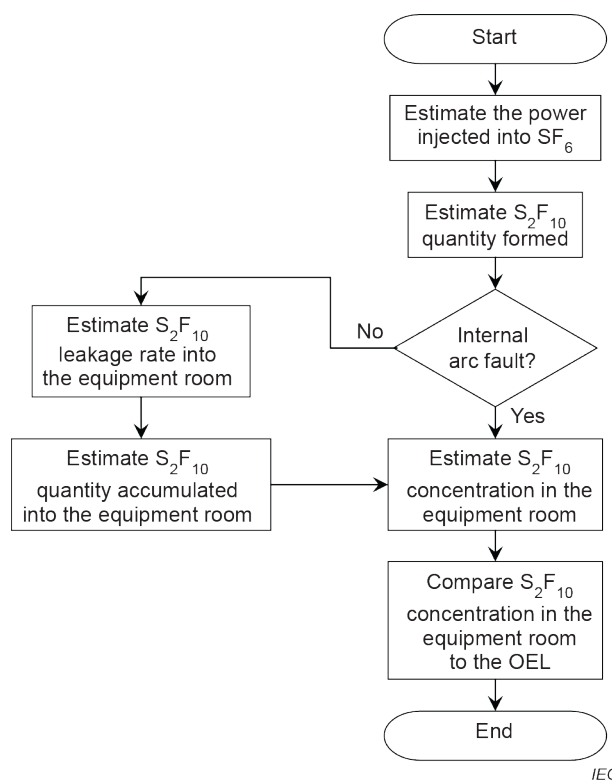 Start
Estimate the power
injected into SF₆
Estimate S₂F₁₀
quantity formed
Internal
arc fault?
No
Yes
Estimate S₂F₁₀
leakage rate into
the equipment room
Estimate S₂F₁₀
quantity accumulated
into the equipment room
Estimate S₂F₁₀
concentration in the
equipment room
Compare S₂F₁₀
concentration in the
equipment room
to the OEL
End